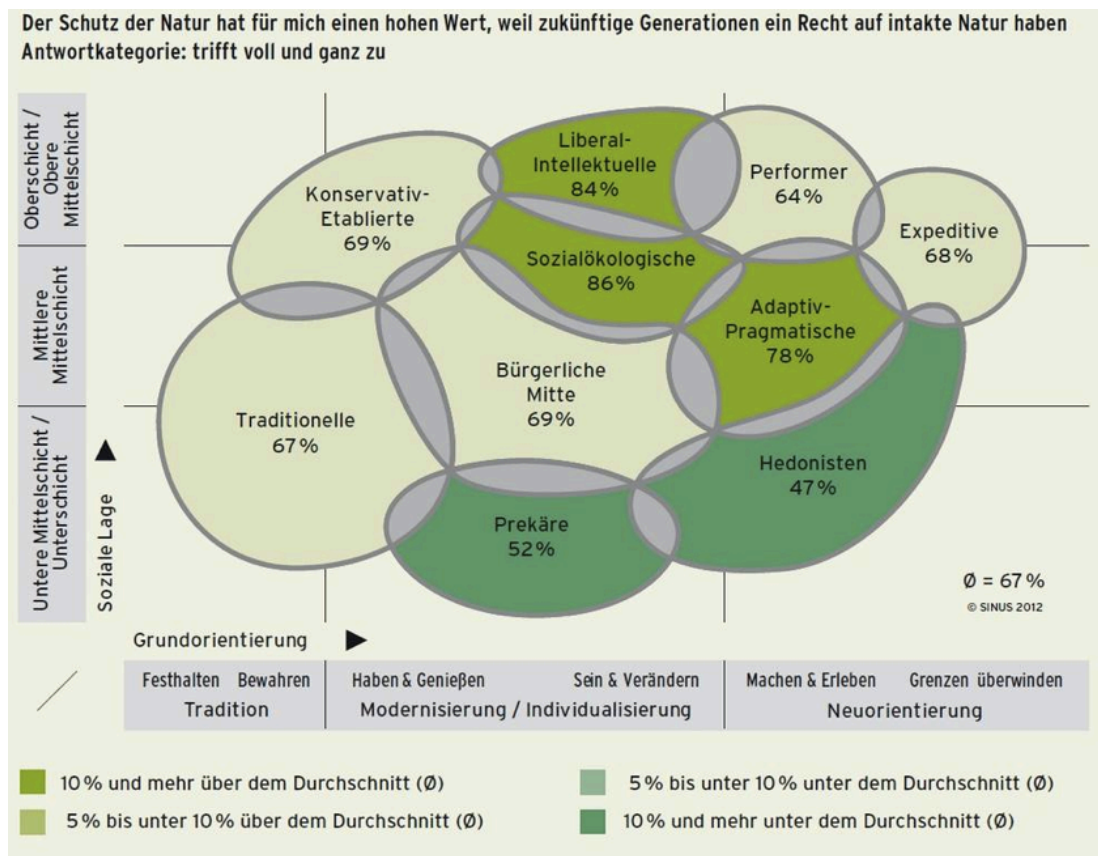 Der Schutz der Natur hat für mich einen hohen Wert, weil zukünftige Generationen ein Recht auf intakte Natur haben
Antwortkategorie: trifft voll und ganz zu
Oberschicht /
Obere
Mittelschicht
Mittlere
Mittelschicht
Untere Mittelschicht /
Unterschicht
Soziale Lage
Konservativ-
Etablierte
69 %
Liberal-
Intellektuelle
84 %
Performer
64 %
Expeditive
68 %
Sozialökologische
86 %
Adaptiv-
Pragmatische
78 %
Bürgerliche
Mitte
69 %
Traditionelle
67 %
Hedonisten
47 %
Prekäre
52 %
Ø = 67 %
© SINUS 2012
Grundorientierung
Festhalten Bewahren
Tradition
Haben & Genießen Sein & Verändern
Modernisierung / Individualisierung
Machen & Erleben Grenzen überwinden
Neuorientierung
10 % und mehr über dem Durchschnitt (Ø)
5 % bis unter 10 % über dem Durchschnitt (Ø)
5 % bis unter 10 % unter dem Durchschnitt (Ø)
10 % und mehr unter dem Durchschnitt (Ø)